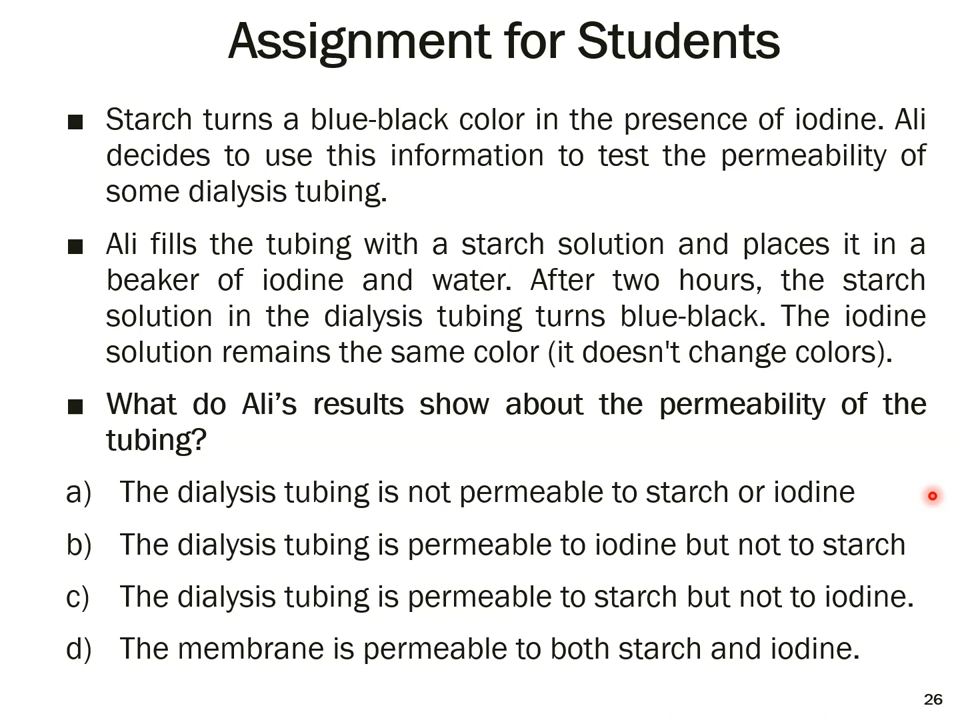 Assignment for Students
■ Starch turns a blue-black color in the presence of iodine. Ali
decides to use this information to test the permeability of
some dialysis tubing.
■ Ali fills the tubing with a starch solution and places it in a
beaker of iodine and water. After two hours, the starch
solution in the dialysis tubing turns blue-black. The iodine
solution remains the same color (it doesn't change colors).
■ What do Ali’s results show about the permeability of the
tubing?
a) The dialysis tubing is not permeable to starch or iodine
b) The dialysis tubing is permeable to iodine but not to starch
c) The dialysis tubing is permeable to starch but not to iodine.
d) The membrane is permeable to both starch and iodine.
26